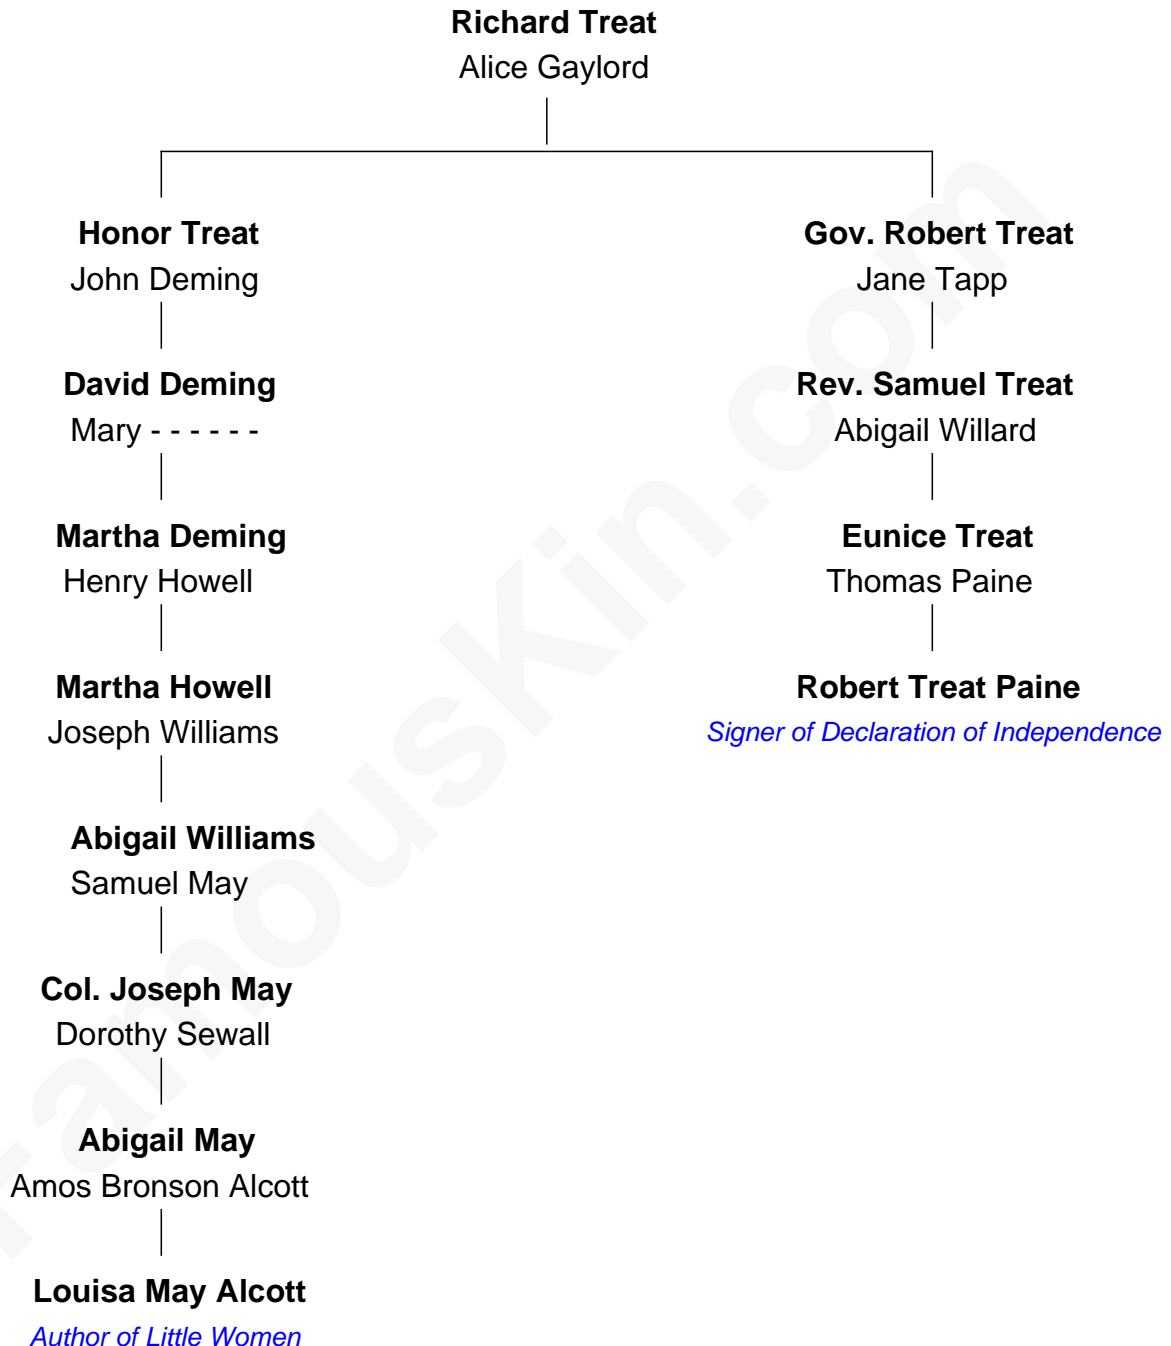 Richard Treat
Alice Gaylord
Honor Treat
John Deming
Gov. Robert Treat
Jane Tapp
David Deming
Mary - - - - - -
Rev. Samuel Treat
Abigail Willard
Martha Deming
Henry Howell
Eunice Treat
Thomas Paine
Martha Howell
Joseph Williams
Robert Treat Paine
Signer of Declaration of Independence
Abigail Williams
Samuel May
Col. Joseph May
Dorothy Sewall
Abigail May
Amos Bronson Alcott
Louisa May Alcott
Author of Little Women
FamousKin.com